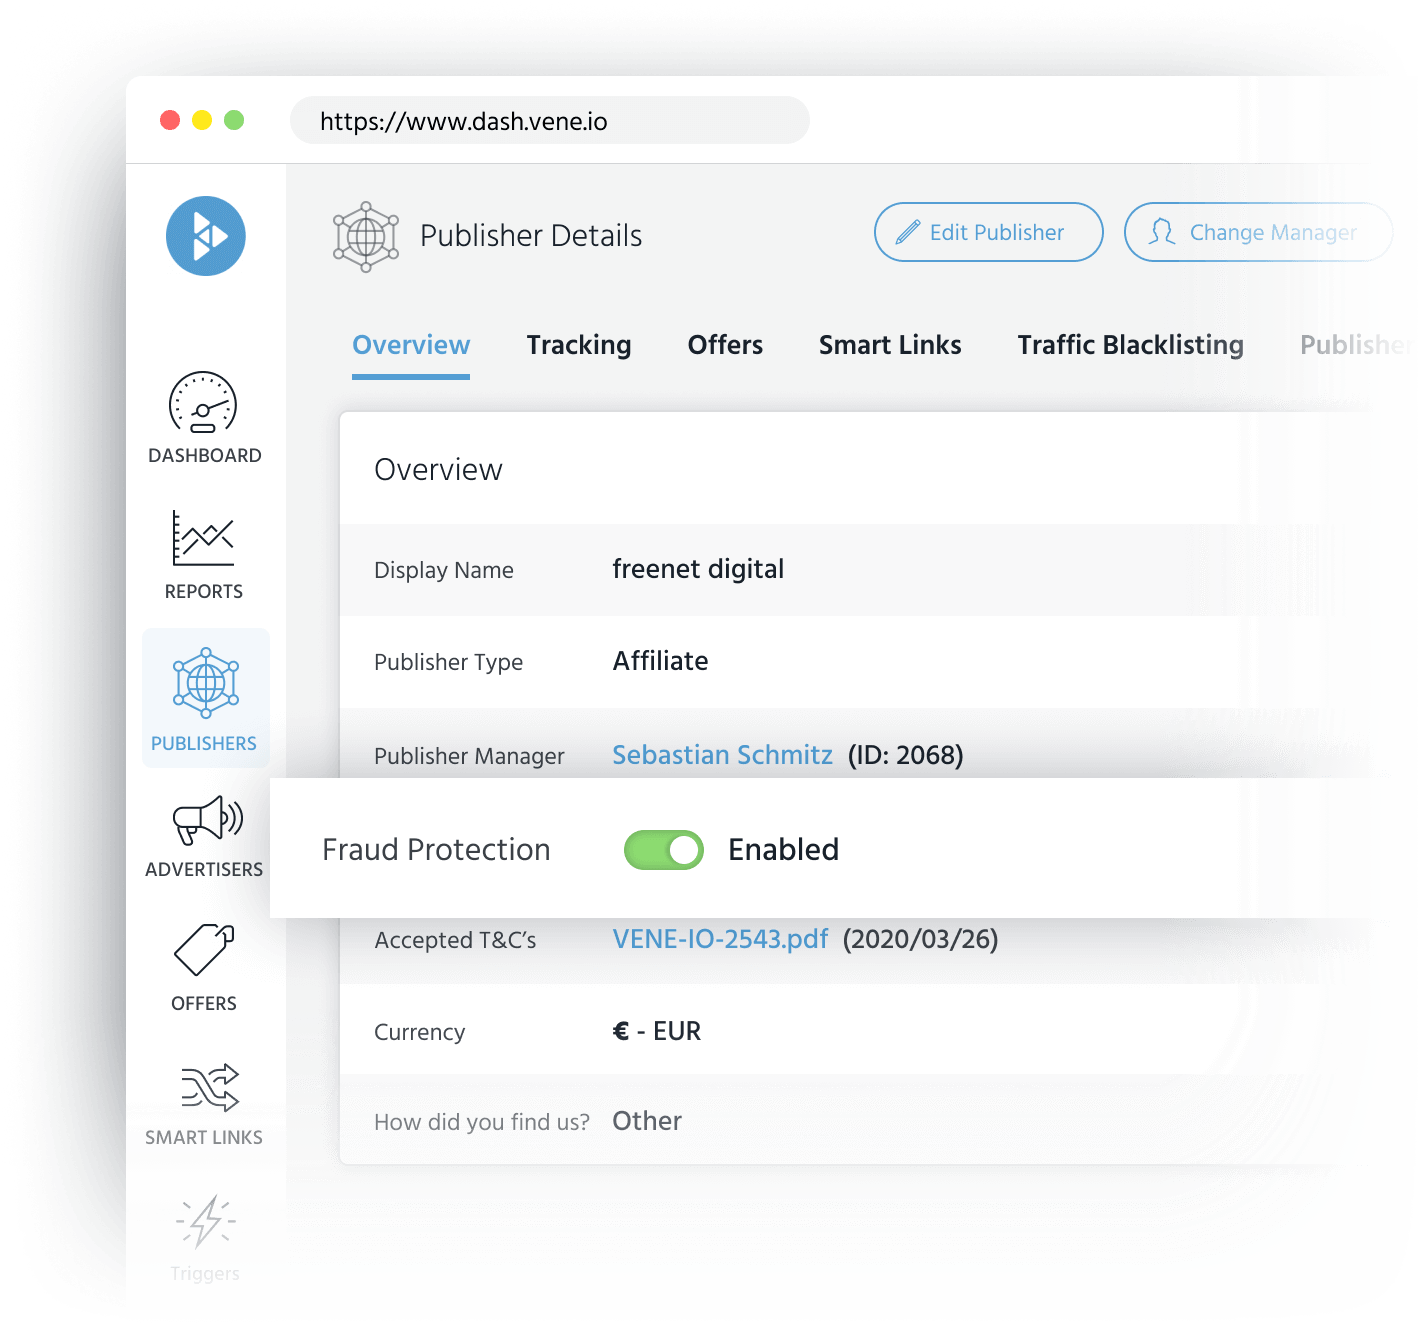 https://www.dash.vene.io
Publisher Details
Edit Publisher
Change Manager
Overview Tracking Offers Smart Links Traffic Blacklisting Publisher
DASHBOARD
REPORTS
PUBLISHERS
ADVERTISERS
OFFERS
SMART LINKS
Triggers
Overview
Display Name freenet digital
Publisher Type Affiliate
Publisher Manager Sebastian Schmitz (ID: 2068)
Fraud Protection Enabled
Accepted T&C’s VENE-IO-2543.pdf (2020/03/26)
Currency € - EUR
How did you find us? Other